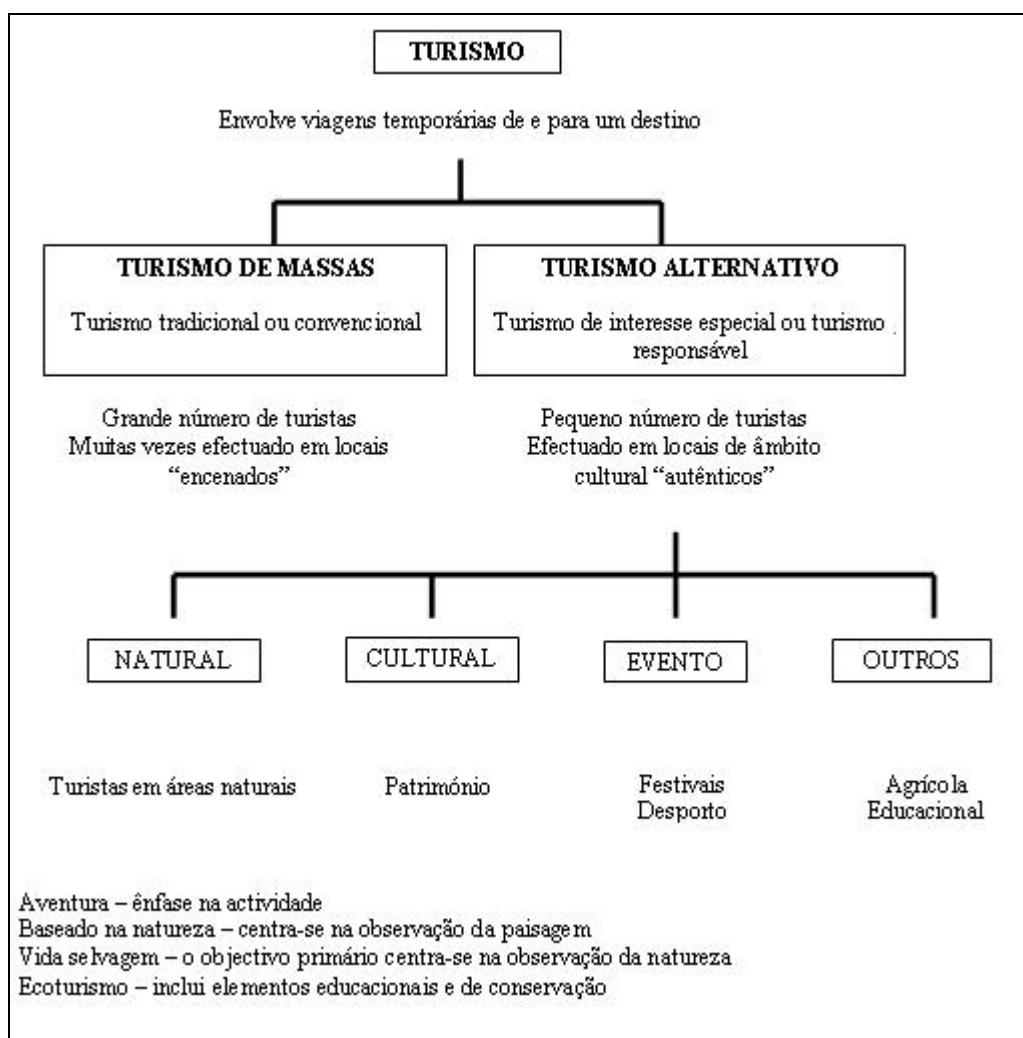 TURISMO
Envolve viagens temporárias de e para um destino
TURISMO DE MASSAS
Turismo tradicional ou convencional
TURISMO ALTERNATIVO
Turismo de interesse especial ou turismo
responsável
Grande número de turistas
Muitas vezes efectuado em locais
“encenados”
Pequeno número de turistas
Efectuado em locais de âmbito
cultural “autênticos”
NATURAL
CULTURAL
EVENTO
OUTROS
Turistas em áreas naturais
Património
Festivais
Desporto
Agrícola
Educacional
Aventura – ênfase na actividade
Baseado na natureza – centra-se na observação da paisagem
Vida selvagem – o objectivo primário centra-se na observação da natureza
Ecoturismo – inclui elementos educacionais e de conservação